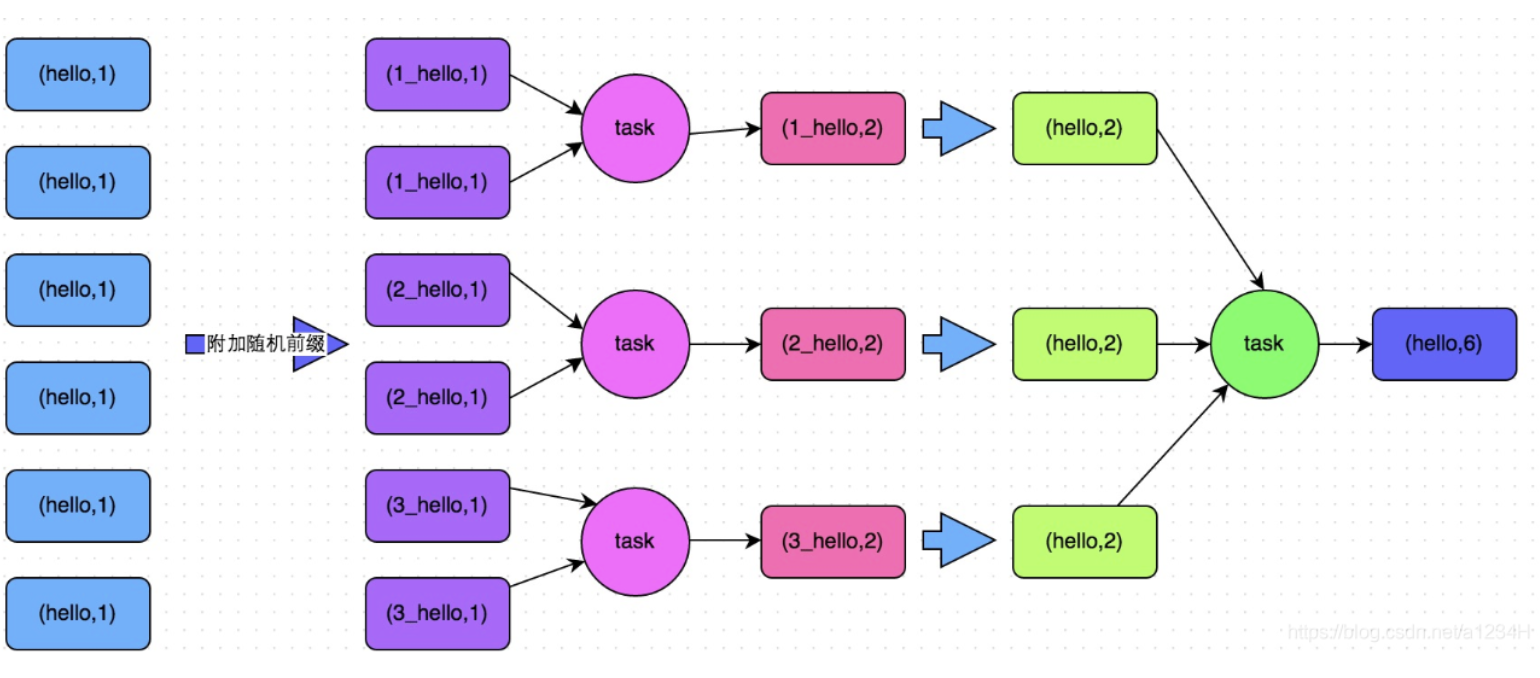 (hello,1)
(hello,1)
(hello,1)
(hello,1)
(hello,1)
(hello,1)
附加随机前缀
(1_hello,1)
(1_hello,1)
(2_hello,1)
(2_hello,1)
(3_hello,1)
(3_hello,1)
task
task
task
(1_hello,2)
(2_hello,2)
(3_hello,2)
(hello,2)
(hello,2)
(hello,2)
task
(hello,6)
https://blog.csdn.net/a1234H